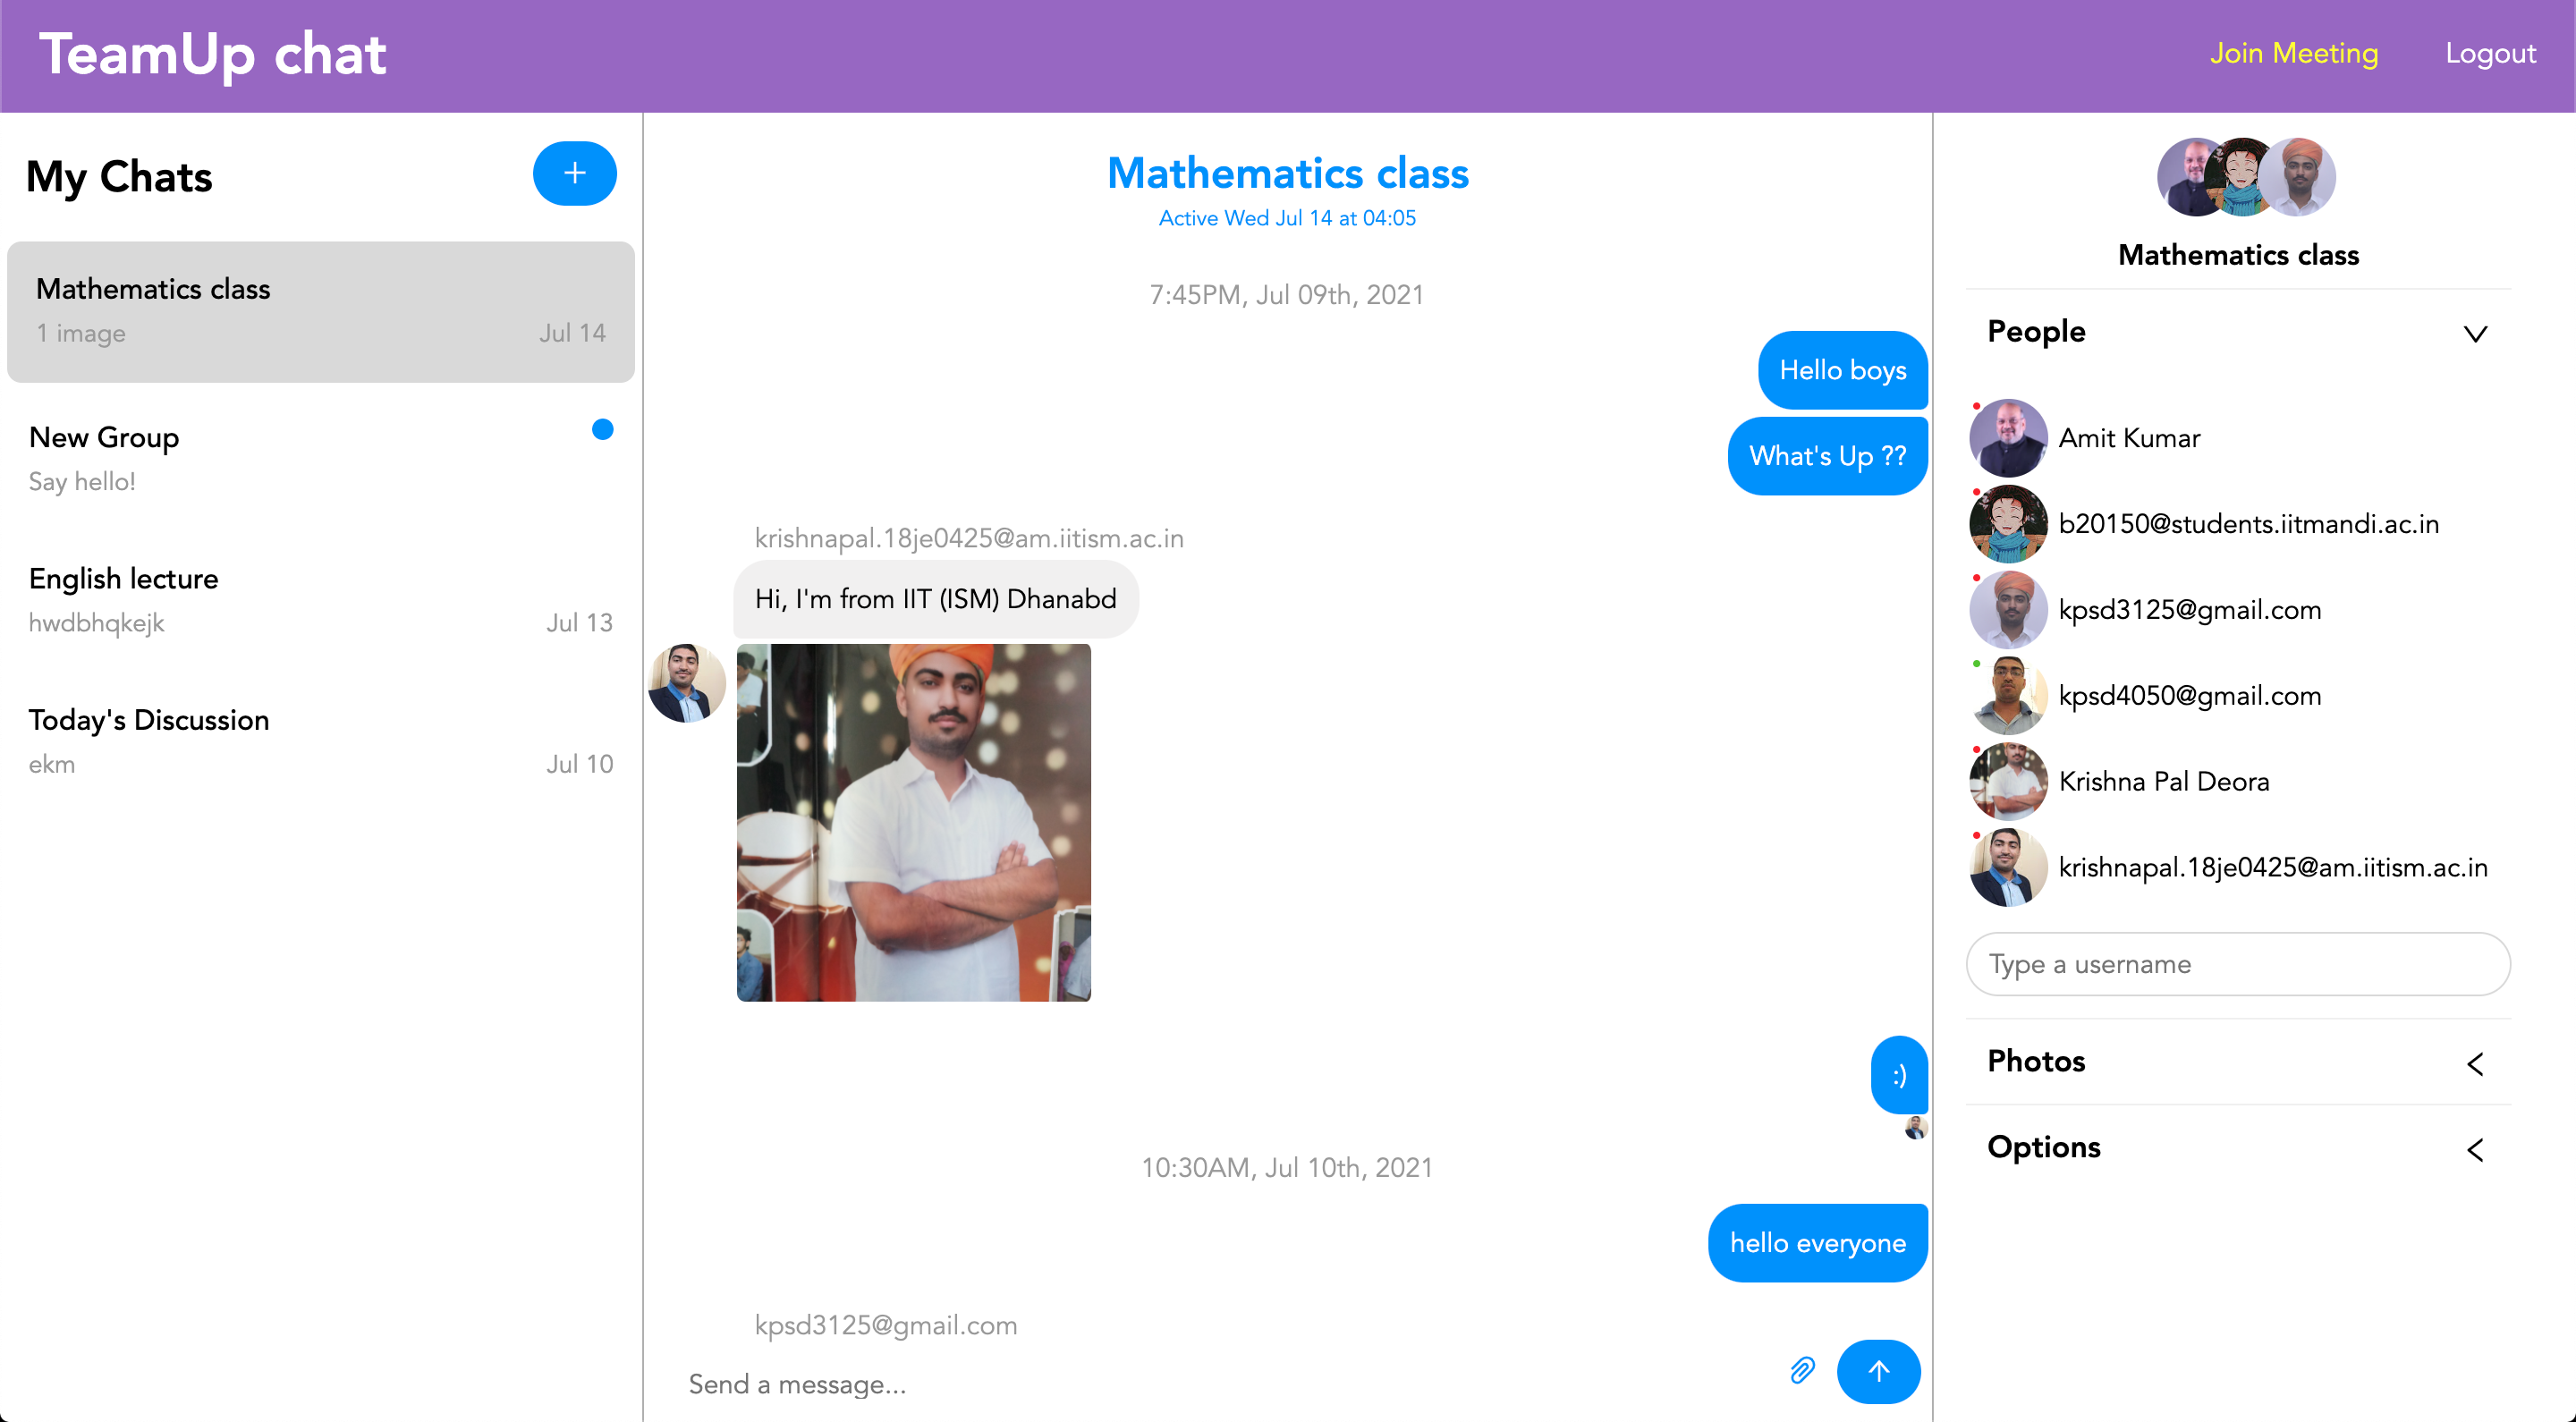 TeamUp chat
Join Meeting
Logout
My Chats
+
Mathematics class
1 image
Jul 14
New Group
Say hello!
English lecture
hwdbhqkejk
Jul 13
Today's Discussion
ekm
Jul 10
Mathematics class
Active Wed Jul 14 at 04:05
7:45PM, Jul 09th, 2021
Hello boys
What's Up ??
krishnapal.18je0425@am.iitism.ac.in
Hi, I'm from IIT (ISM) Dhanabd
:)
10:30AM, Jul 10th, 2021
hello everyone
kpsd3125@gmail.com
Send a message...
Mathematics class
People
Amit Kumar
b20150@students.iitmandi.ac.in
kpsd3125@gmail.com
kpsd4050@gmail.com
Krishna Pal Deora
krishnapal.18je0425@am.iitism.ac.in
Type a username
Photos
Options